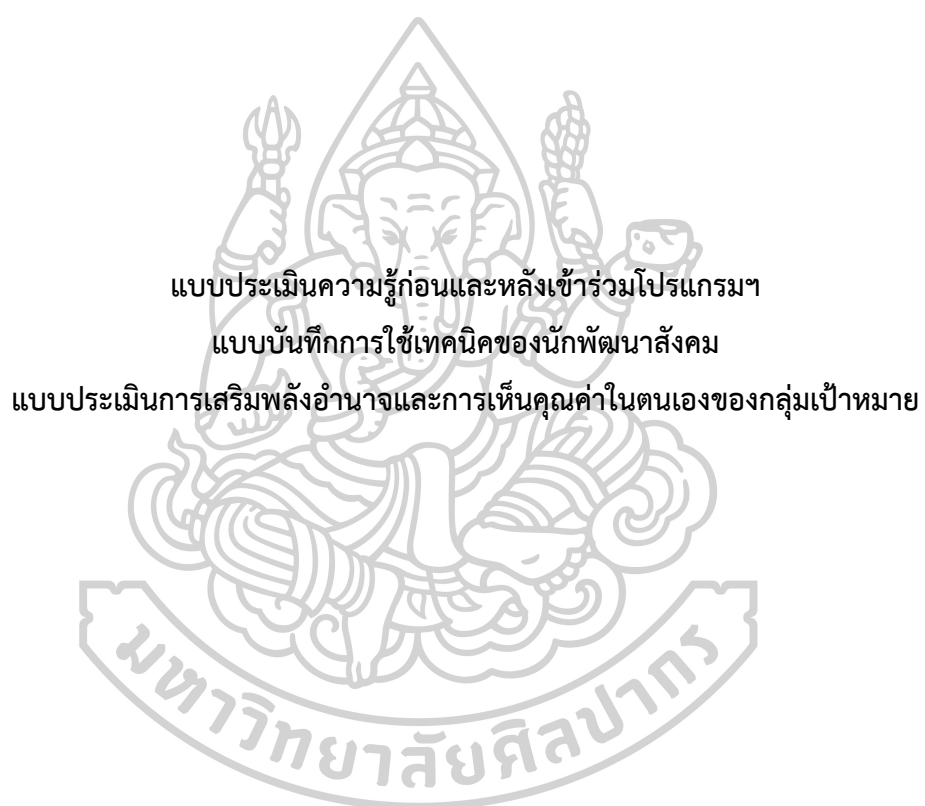 แบบประเมินความรู้ก่อนและหลังเข้าร่วมโปรแกรมฯ
แบบบันทึกการใช้เทคนิคของนักพัฒนาสังคม
แบบประเมินการเสริมพลังอำนาจและการเห็นคุณค่าในตนเองของกลุ่มเป้าหมาย
มหาวิทยาลัยศิลปากร